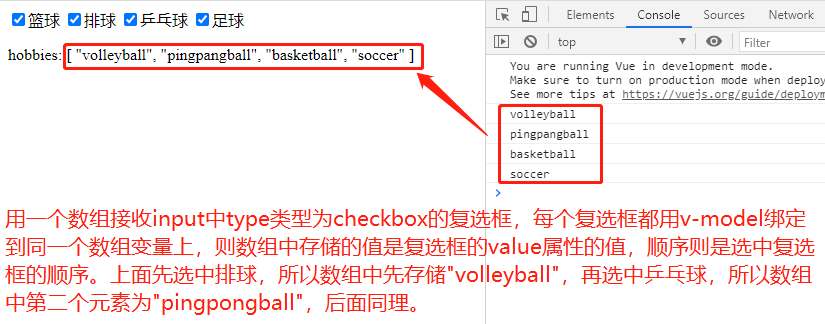 篮球 排球 乒乓球 足球
hobbies: [ "volleyball", "pingpangball", "basketball", "soccer" ]
Elements Console Sources Network
top Filter
You are running Vue in development mode.
Make sure to turn on production mode when deploy
See more tips at https://vuejs.org/guide/deploym
volleyball
pingpangball
basketball
soccer
用一个数组接收input中type类型为checkbox的复选框，每个复选框都用v-model绑定
到同一个数组变量上，则数组中存储的值是复选框的value属性的值，顺序则是选中复选
框的顺序。上面先选中排球，所以数组中先存储"volleyball"，再选中乒乓球，所以数组
中第二个元素为"pingpongball"，后面同理。